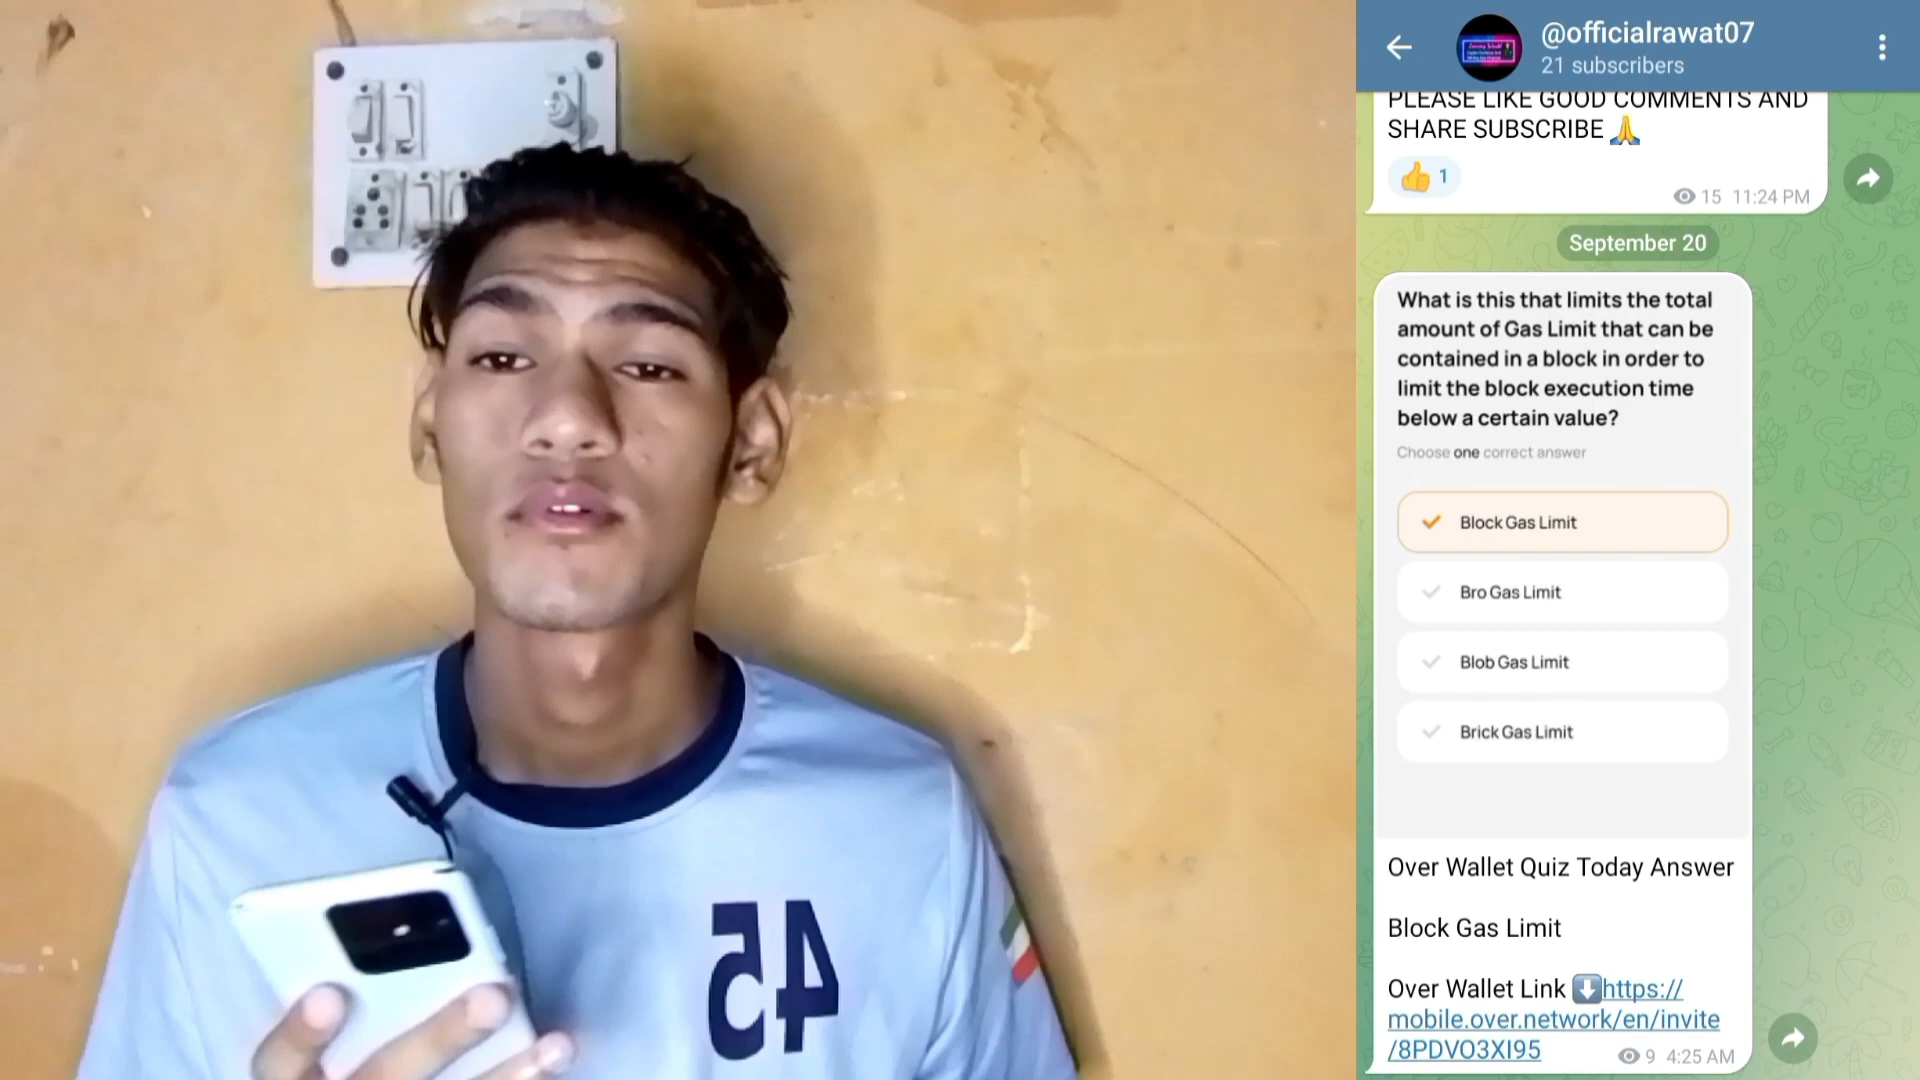 45
@officialrawat07
21 subscribers
PLEASE LIKE GOOD COMMENTS AND
SHARE SUBSCRIBE 🙏
👍 1
15 11:24 PM
September 20
What is this that limits the total
amount of Gas Limit that can be
contained in a block in order to
limit the block execution time
below a certain value?
Choose one correct answer
Block Gas Limit
Bro Gas Limit
Blob Gas Limit
Brick Gas Limit
Over Wallet Quiz Today Answer
Block Gas Limit
Over Wallet Link ⬇️https://
mobile.over.network/en/invite
/8PDVO3XI95
9 4:25 AM